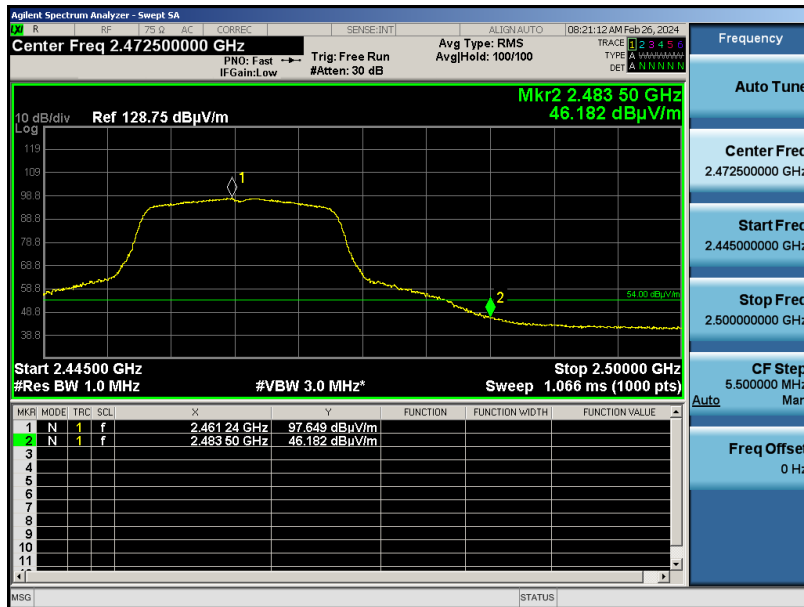 Agilent Spectrum Analyzer - Swept SA
LXI R RF 75 Ω AC CORREC SENSE:INT ALIGN AUTO 08:21:12 AM Feb 26, 2024
Center Freq 2.472500000 GHz
PNO: Fast
IFGain:Low
Trig: Free Run
#Atten: 30 dB
Avg Type: RMS
Avg|Hold: 100/100
TRACE 1 2 3 4 5 6
TYPE A
DET A N N N N N
Mkr2 2.483 50 GHz
46.182 dBµV/m
10 dB/div Ref 128.75 dBµV/m
Log
119
109
98.8
88.8
78.8
68.8
58.8
48.8
38.8
1
2
54.00 dBµV/m
Start 2.44500 GHz Stop 2.50000 GHz
#Res BW 1.0 MHz #VBW 3.0 MHz* Sweep 1.066 ms (1000 pts)
MKR MODE TRC SCL X Y FUNCTION FUNCTION WIDTH FUNCTION VALUE
1 N 1 f 2.461 24 GHz 97.649 dBµV/m
2 N 1 f 2.483 50 GHz 46.182 dBµV/m
3
4
5
6
7
8
9
10
11
MSG STATUS
Frequency
Auto Tune
Center Freq
2.472500000 GHz
Start Freq
2.445000000 GHz
Stop Freq
2.500000000 GHz
CF Step
5.500000 MHz
Auto Man
Freq Offset
0 Hz